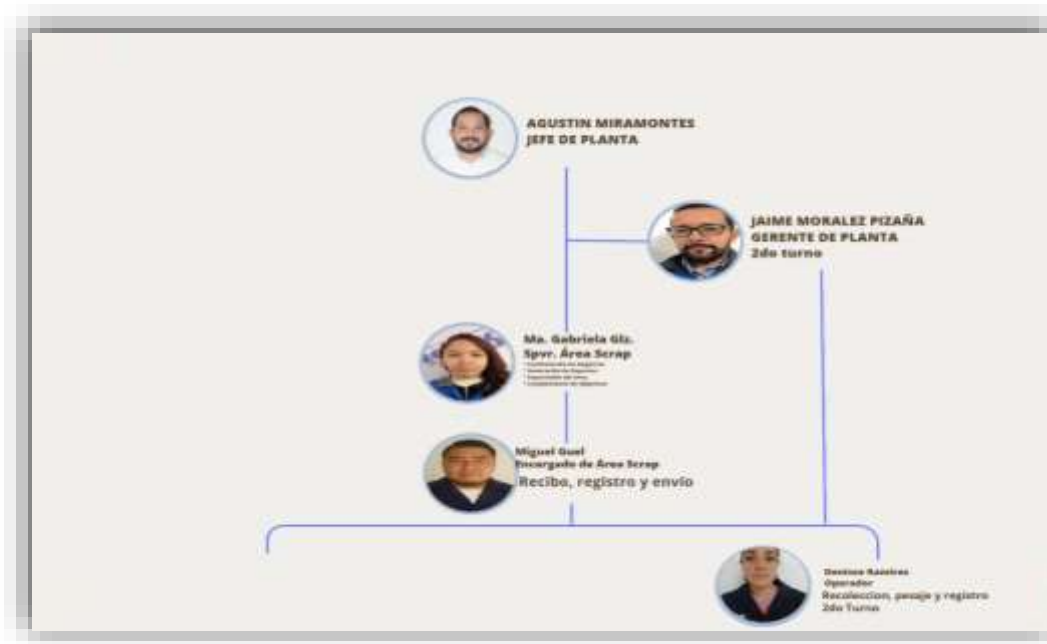 AGUSTIN MIRAMONTES
JEFE DE PLANTA
JAIME MORALEZ PIZAÑA
GERENTE DE PLANTA
2do turno
Ma. Gabriela Glz.
Spvr. Área Scrap
Miguel Guel
Encargado de Área Scrap
Recibo, registro y envío
Ramirez
Operador
Recoleccion, pesaje y registro
2do Turno